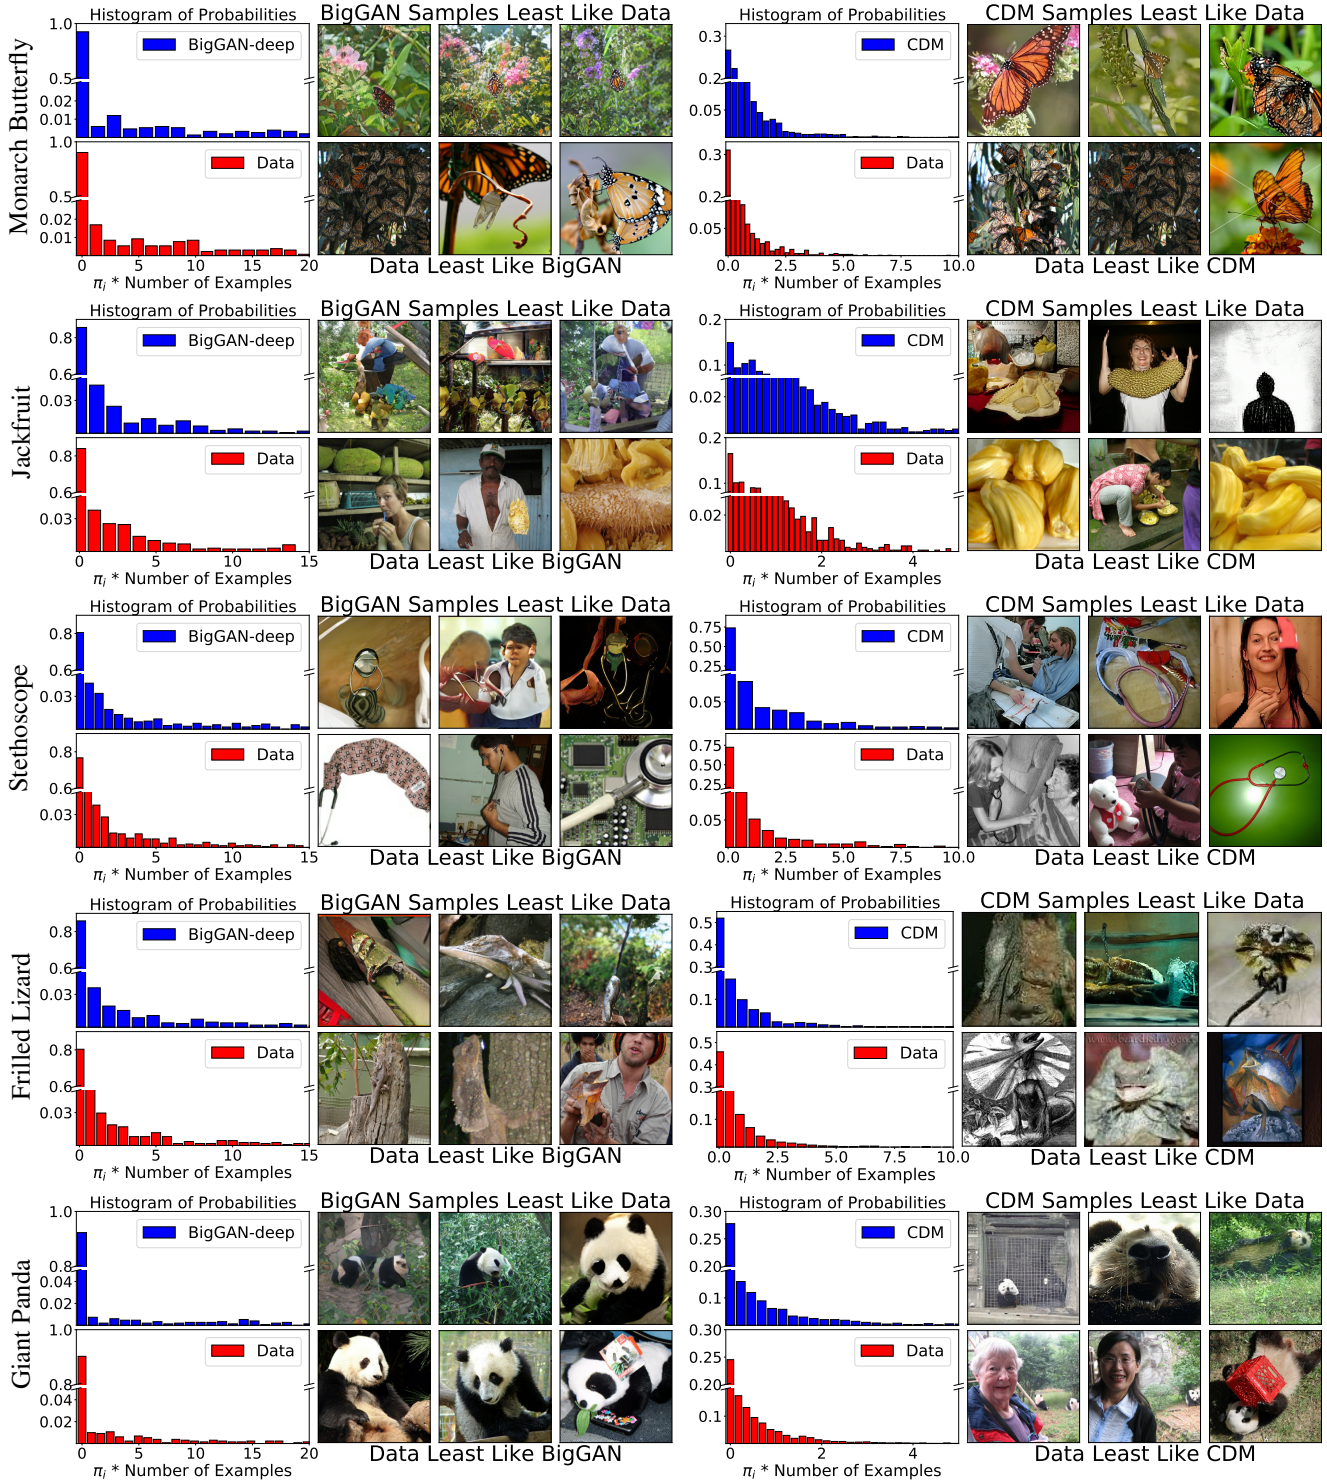 Monarch Butterfly
Histogram of Probabilities
BigGAN Samples Least Like Data
1.0
0.5
0.02
0.01
BigGAN-deep
1.0
0.5
0.02
0.01
Data
0 5 10 15 20
π_i * Number of Examples
Data Least Like BigGAN
Histogram of Probabilities
CDM Samples Least Like Data
0.3
0.2
0.05
CDM
0.3
0.2
0.05
Data
0.0 2.5 5.0 7.5 10.0
π_i * Number of Examples
ZOONAR
Data Least Like CDM
Jackfruit
Histogram of Probabilities
BigGAN Samples Least Like Data
0.8
0.6
0.03
BigGAN-deep
0.8
0.6
0.03
Data
0 5 10 15
π_i * Number of Examples
Data Least Like BigGAN
Histogram of Probabilities
CDM Samples Least Like Data
0.2
0.1
0.02
CDM
0.2
0.1
0.02
Data
0 2 4
π_i * Number of Examples
Data Least Like CDM
Stethoscope
Histogram of Probabilities
BigGAN Samples Least Like Data
0.8
0.6
0.03
BigGAN-deep
0.8
0.6
0.03
Data
0 5 10 15
π_i * Number of Examples
Data Least Like BigGAN
Histogram of Probabilities
CDM Samples Least Like Data
0.75
0.50
0.25
0.05
CDM
0.75
0.50
0.25
0.05
Data
0.0 2.5 5.0 7.5 10.0
π_i * Number of Examples
Data Least Like CDM
Frilled Lizard
Histogram of Probabilities
BigGAN Samples Least Like Data
0.8
0.6
0.03
BigGAN-deep
0.8
0.6
0.03
Data
0 5 10 15
π_i * Number of Examples
Data Least Like BigGAN
Histogram of Probabilities
CDM Samples Least Like Data
0.5
0.4
0.3
0.1
CDM
0.5
0.4
0.3
0.1
Data
0.0 2.5 5.0 7.5 10.0
π_i * Number of Examples
Data Least Like CDM
Giant Panda
Histogram of Probabilities
BigGAN Samples Least Like Data
1.0
0.8
0.04
0.02
BigGAN-deep
1.0
0.8
0.04
0.02
Data
0 5 10 15 20
π_i * Number of Examples
Data Least Like BigGAN
Histogram of Probabilities
CDM Samples Least Like Data
0.30
0.25
0.20
0.1
CDM
0.30
0.25
0.20
0.1
Data
0 2 4
π_i * Number of Examples
Data Least Like CDM